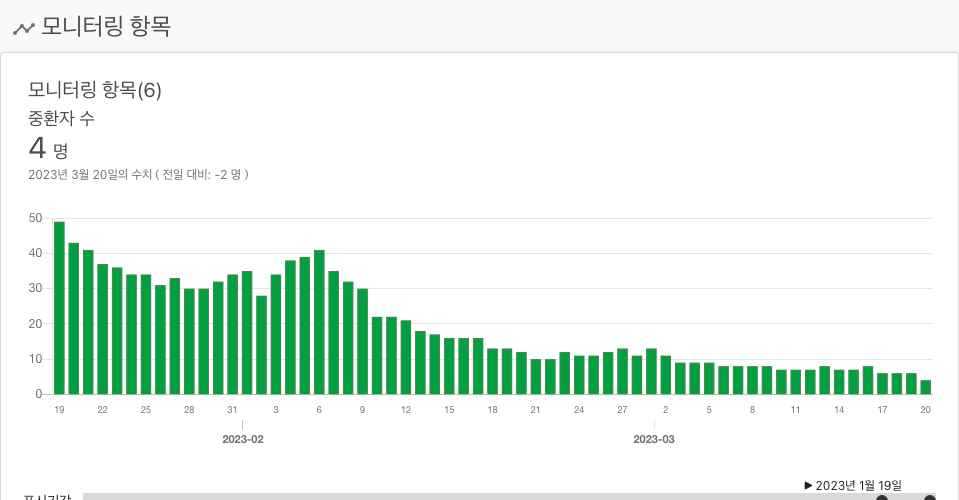 모니터링 항목
모니터링 항목(6)
중환자 수
4 명
2023년 3월 20일의 수치 ( 전일 대비: -2 명 )
50
40
30
20
10
0
19 22 25 28 31 3 6 9 12 15 18 21 24 27 2 5 8 11 14 17 20
2023-02 2023-03
▶ 2023년 1월 19일
표시기간